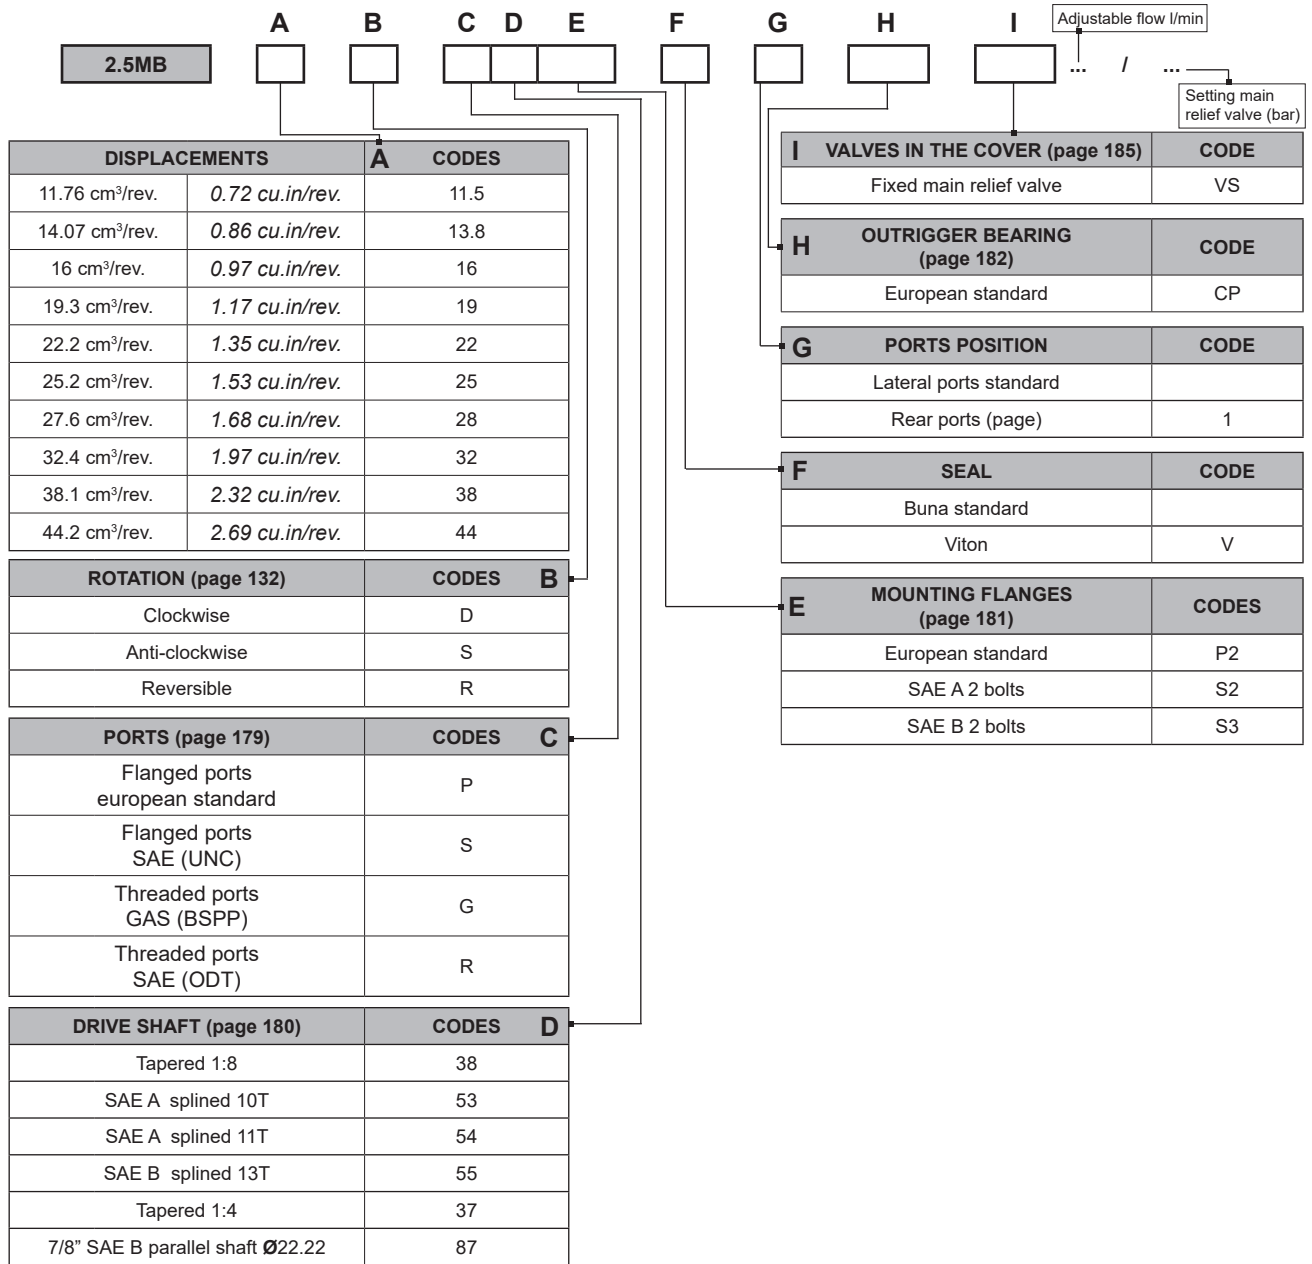 A B C D E F G H I Adjustable flow l/min
2.5MB ... / ...
Setting main
relief valve (bar)
DISPLACEMENTS A CODES
11.76 cm³/rev. 0.72 cu.in/rev. 11.5
14.07 cm³/rev. 0.86 cu.in/rev. 13.8
16 cm³/rev. 0.97 cu.in/rev. 16
19.3 cm³/rev. 1.17 cu.in/rev. 19
22.2 cm³/rev. 1.35 cu.in/rev. 22
25.2 cm³/rev. 1.53 cu.in/rev. 25
27.6 cm³/rev. 1.68 cu.in/rev. 28
32.4 cm³/rev. 1.97 cu.in/rev. 32
38.1 cm³/rev. 2.32 cu.in/rev. 38
44.2 cm³/rev. 2.69 cu.in/rev. 44
ROTATION (page 132) CODES B
Clockwise D
Anti-clockwise S
Reversible R
PORTS (page 179) CODES C
Flanged ports
european standard P
Flanged ports
SAE (UNC) S
Threaded ports
GAS (BSPP) G
Threaded ports
SAE (ODT) R
DRIVE SHAFT (page 180) CODES D
Tapered 1:8 38
SAE A splined 10T 53
SAE A splined 11T 54
SAE B splined 13T 55
Tapered 1:4 37
7/8” SAE B parallel shaft Ø22.22 87
I VALVES IN THE COVER (page 185) CODE
Fixed main relief valve VS
H OUTRIGGER BEARING
(page 182) CODE
European standard CP
G PORTS POSITION CODE
Lateral ports standard
Rear ports (page) 1
F SEAL CODE
Buna standard
Viton V
E MOUNTING FLANGES
(page 181) CODES
European standard P2
SAE A 2 bolts S2
SAE B 2 bolts S3